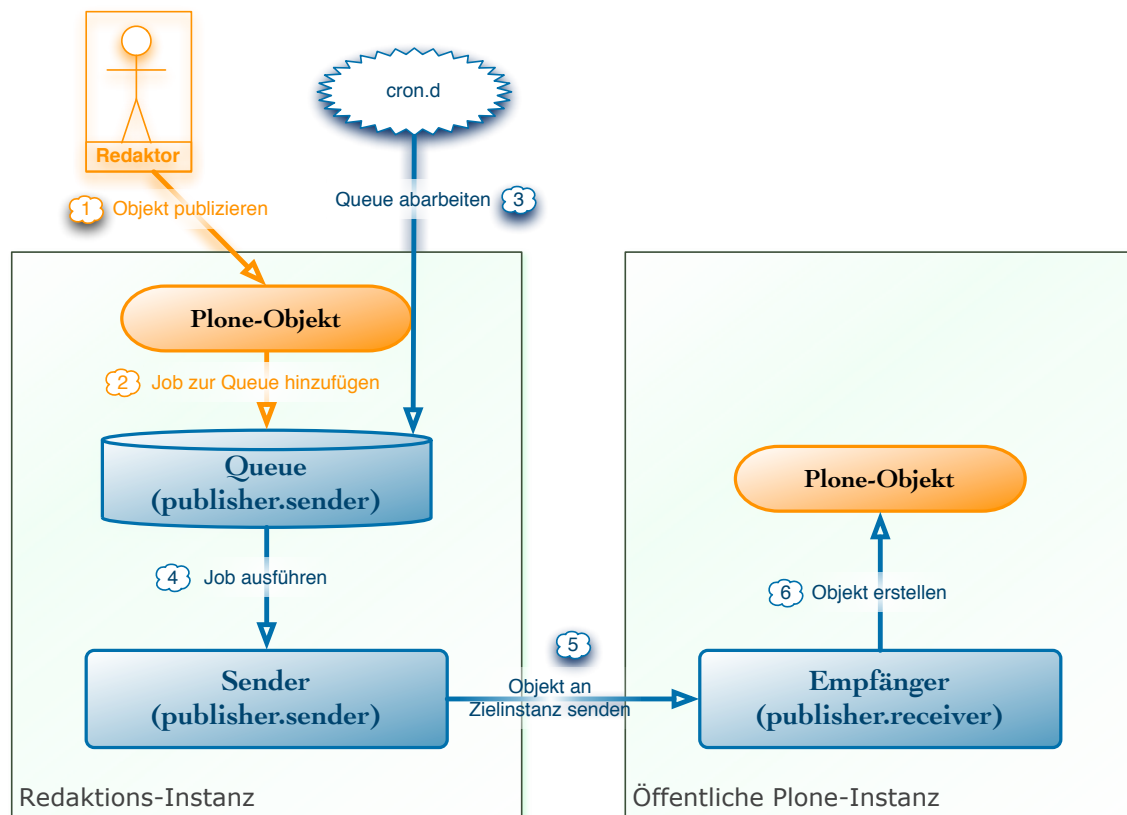 Redaktor
cron.d
1 Objekt publizieren
Queue abarbeiten 3
Plone-Objekt
2 Job zur Queue hinzufügen
Queue
(publisher.sender)
4 Job ausführen
Sender
(publisher.sender)
5
Objekt an
Zielinstanz senden
Plone-Objekt
6 Objekt erstellen
Empfänger
(publisher.receiver)
Redaktions-Instanz
Öffentliche Plone-Instanz